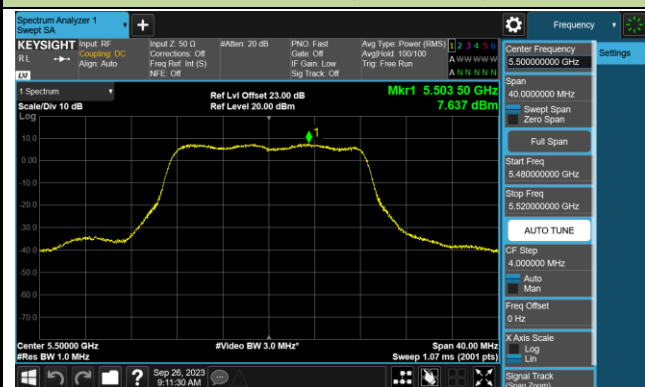 Spectrum Analyzer 1
Swept SA
Frequency
KEYSIGHT
RL
LXI
Input: RF
Coupling: DC
Align: Auto
Input Z: 50 Ω
Corrections: Off
Freq Ref: Int (S)
NFE: Off
#Atten: 20 dB
PNO: Fast
Gate: Off
IF Gain: Low
Sig Track: Off
Avg Type: Power (RMS)
Avg|Hold: 100/100
Trig: Free Run
1 2 3 4 5 6
A W W W W W
A N N N N N
1 Spectrum
Scale/Div 10 dB
Log
Ref Lvl Offset 23.00 dB
Ref Level 20.00 dBm
Mkr1 5.503 50 GHz
7.637 dBm
1
10.0
0.00
-10.0
-20.0
-30.0
-40.0
-50.0
-60.0
-70.0
Center 5.50000 GHz
#Res BW 1.0 MHz
#Video BW 3.0 MHz*
Span 40.00 MHz
Sweep 1.07 ms (2001 pts)
Sep 26, 2023
9:11:30 AM
Center Frequency
5.500000000 GHz
Settings
Span
40.0000000 MHz
Swept Span
Zero Span
Full Span
Start Freq
5.480000000 GHz
Stop Freq
5.520000000 GHz
AUTO TUNE
CF Step
4.000000 MHz
Auto
Man
Freq Offset
0 Hz
X Axis Scale
Log
Lin
Signal Track
(Span Zoom)